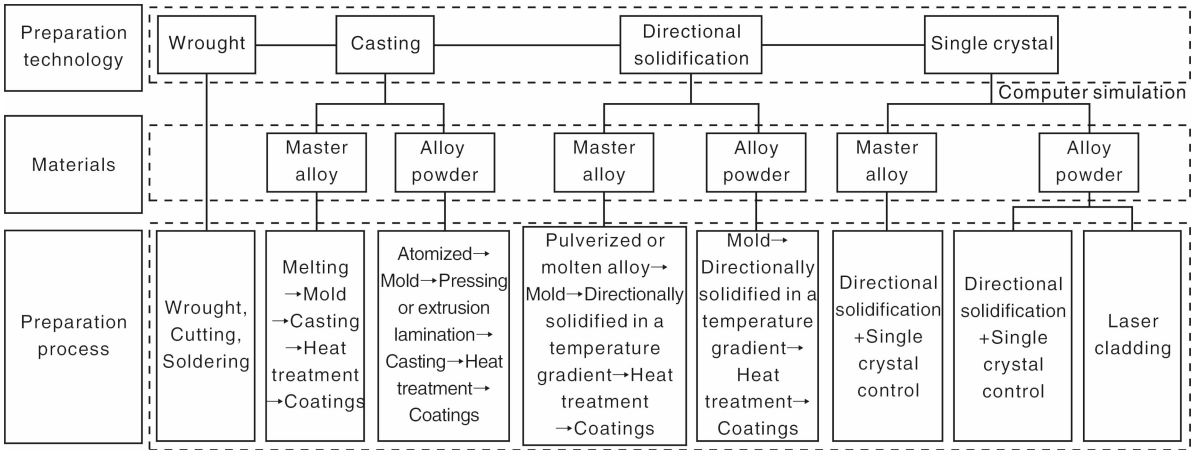 Preparation
technology
Wrought
Casting
Directional
solidification
Single crystal
Computer simulation
Materials
Master
alloy
Alloy
powder
Master
alloy
Alloy
powder
Master
alloy
Alloy
powder
Preparation
process
Wrought,
Cutting,
Soldering
Melting
→Mold
→Casting
→Heat
treatment
→Coatings
Atomized→
Mold→Pressing
or extrusion
lamination→
Casting→Heat
treatment→
Coatings
Pulverized or
molten alloy→
Mold→Directionally
solidified in a
temperature
gradient→Heat
treatment
→Coatings
Mold→
Directionally
solidified in a
temperature
gradient→
Heat
treatment→
Coatings
Directional
solidification
+Single
crystal
control
Directional
solidification
+Single
crystal
control
Laser
cladding